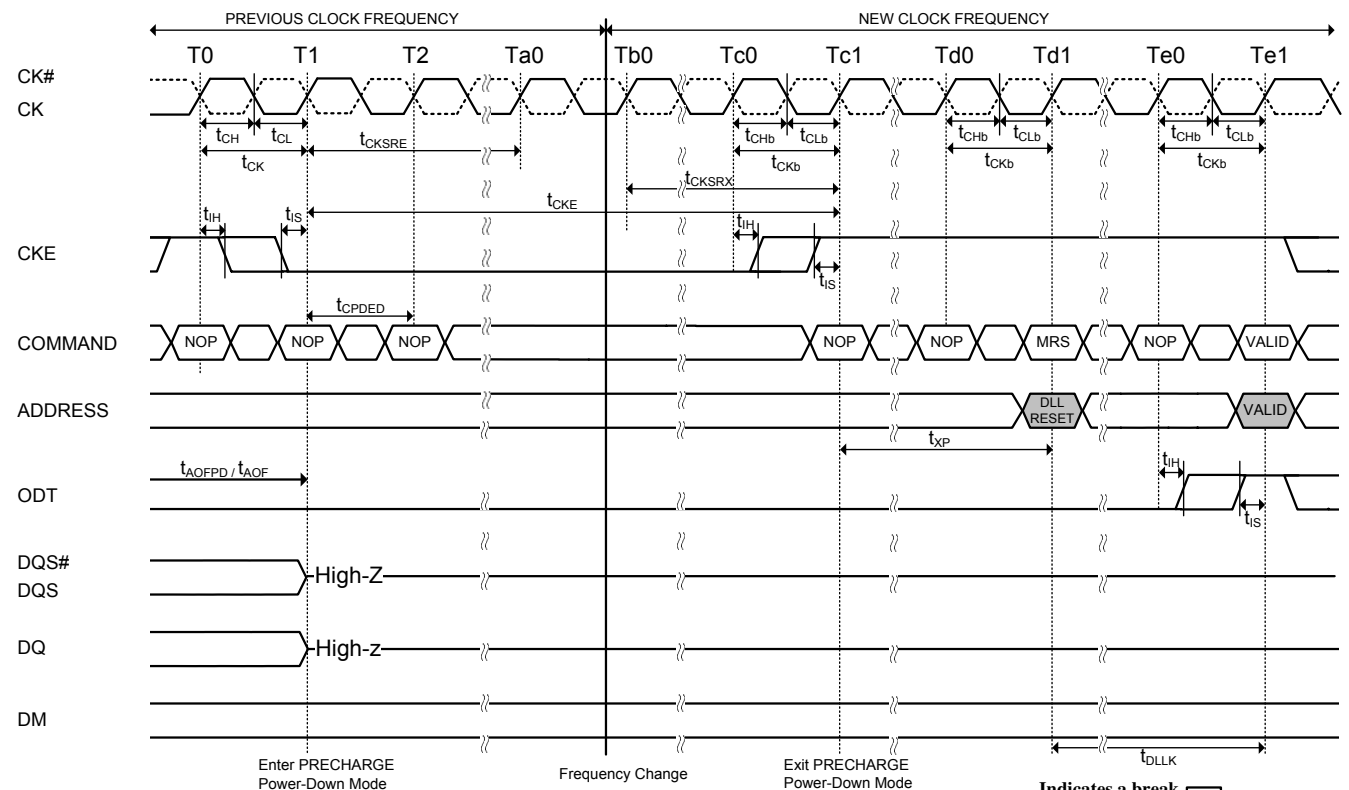 PREVIOUS CLOCK FREQUENCY NEW CLOCK FREQUENCY
T0 T1 T2 Ta0 Tb0 Tc0 Tc1 Td0 Td1 Te0 Te1
CK#
CK
tCH tCL tCHb tCLb tCHb tCLb tCHb tCLb
tCK tCKSRE tCKb tCKb tCKb
tCKSRX
tCKE
tIH tIS tIH
CKE
tIS
tCPDED
COMMAND NOP NOP NOP NOP NOP MRS NOP VALID
ADDRESS DLL RESET VALID
tXP
tAOFPD / tAOF tIH
ODT
tIS
DQS#
DQS High-Z
DQ High-z
DM
tDLLK
Enter PRECHARGE
Power-Down Mode
Frequency Change
Exit PRECHARGE
Power-Down Mode
Indicates a break